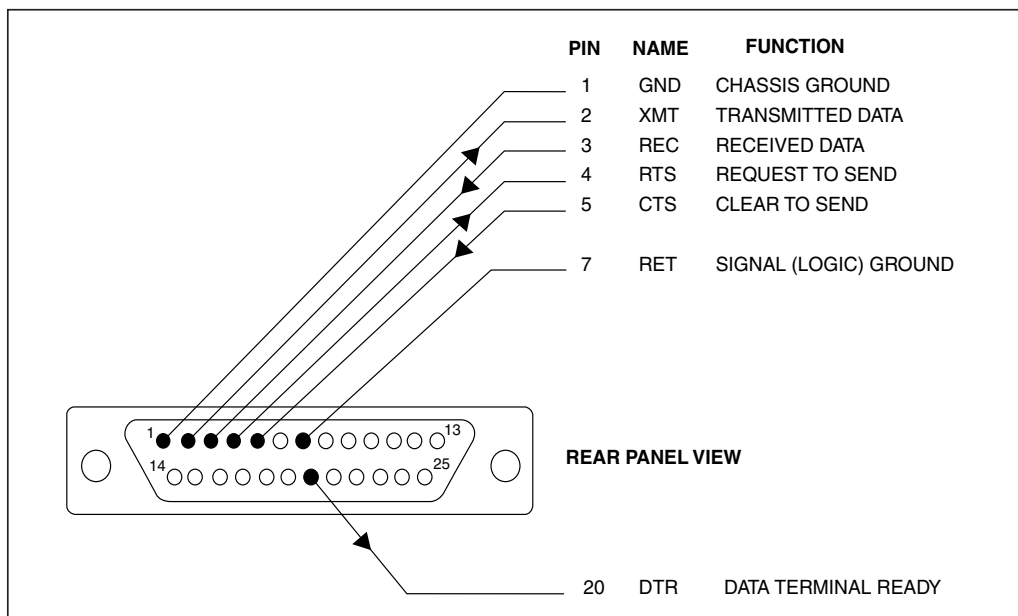 PIN NAME FUNCTION
1 GND CHASSIS GROUND
2 XMT TRANSMITTED DATA
3 REC RECEIVED DATA
4 RTS REQUEST TO SEND
5 CTS CLEAR TO SEND
7 RET SIGNAL (LOGIC) GROUND
1 13
14 25
REAR PANEL VIEW
20 DTR DATA TERMINAL READY